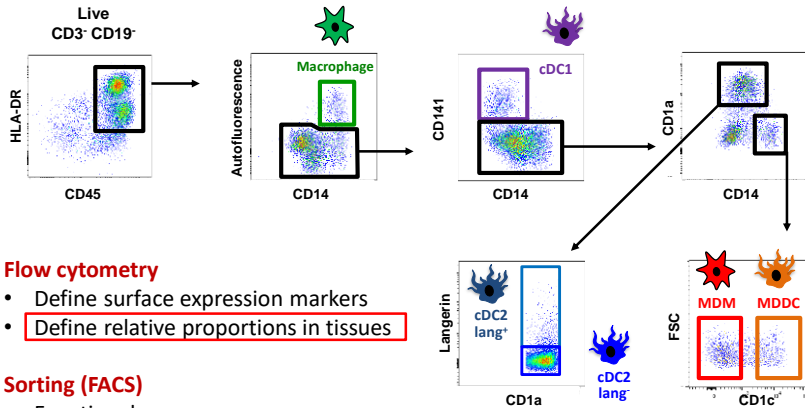 Live
CD3⁻ CD19⁻
HLA-DR
CD45
Autofluorescence
Macrophage
CD14
CD141
cDC1
CD14
CD1a
CD14
Flow cytometry
• Define surface expression markers
• Define relative proportions in tissues
Sorting (FACS)
Langerin
cDC2
lang⁺
cDC2
lang⁻
CD1a
FSC
MDM
MDDC
CD1c